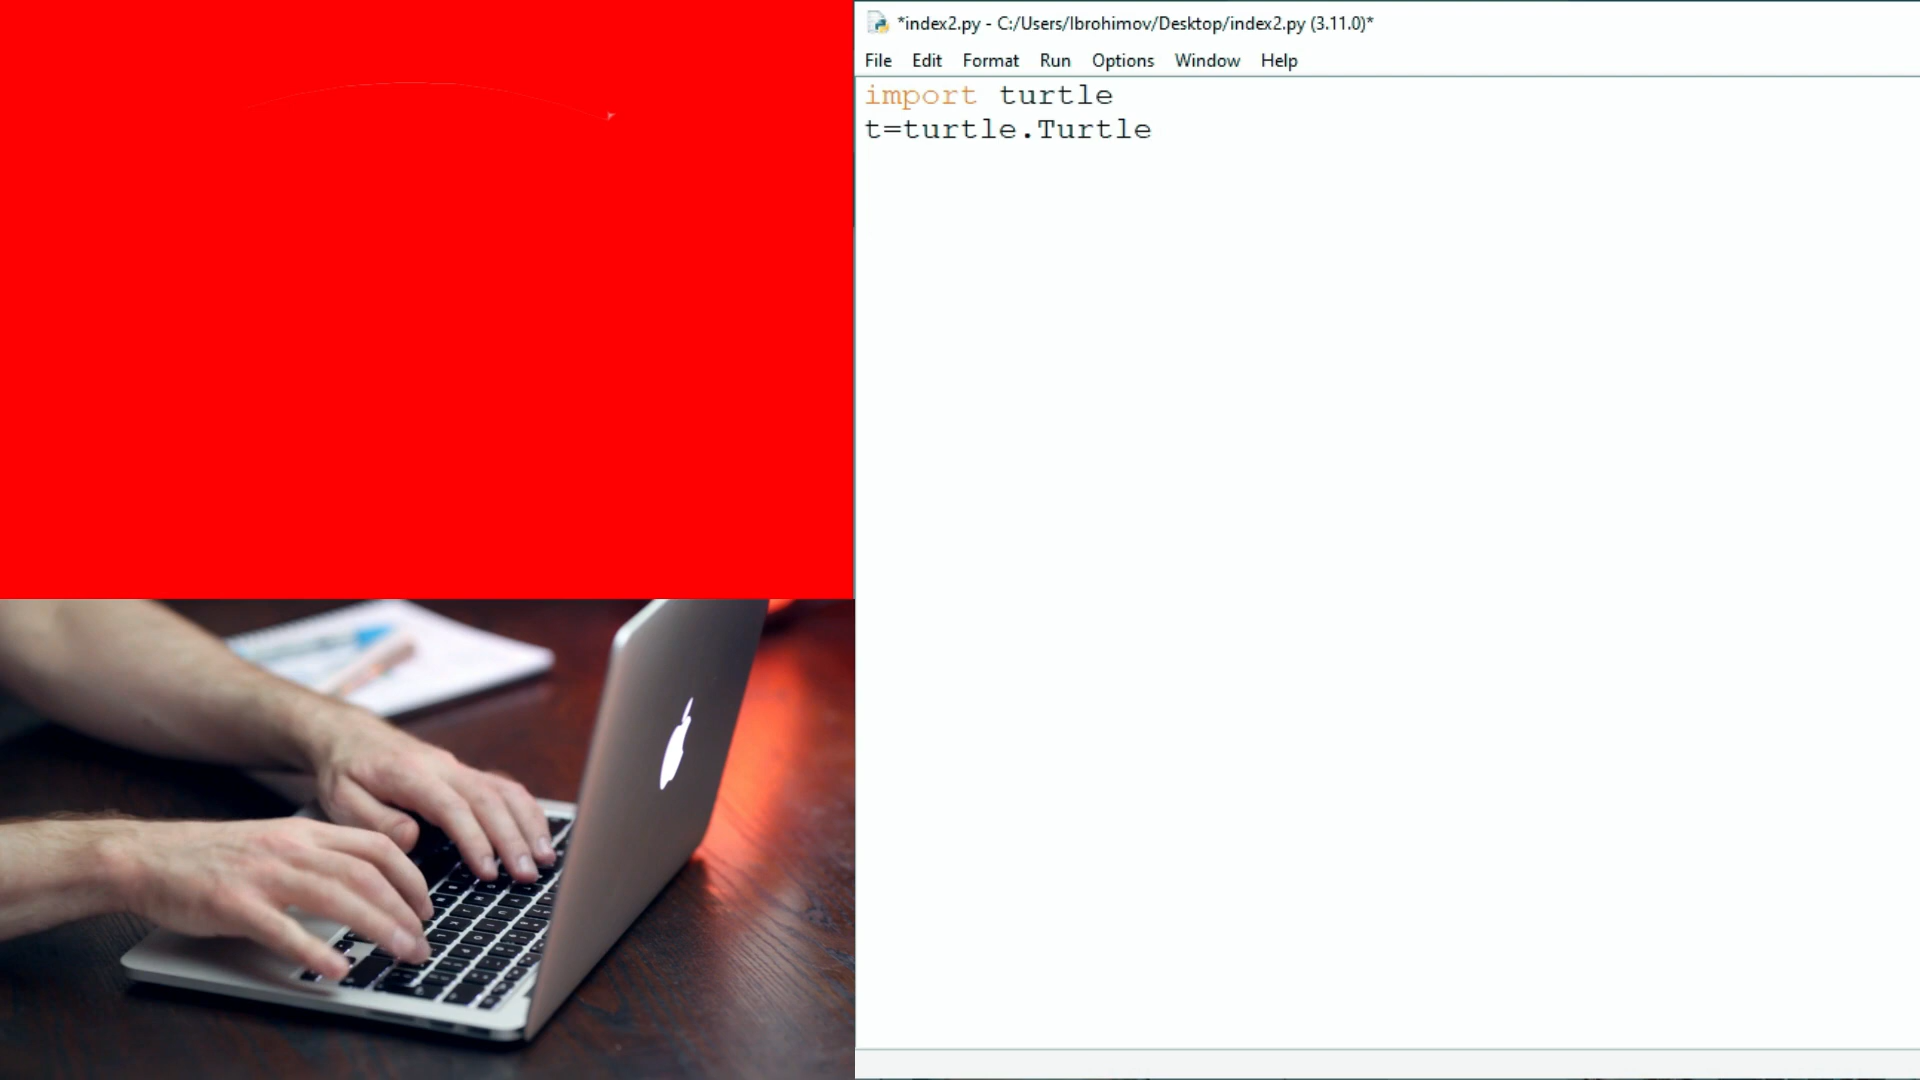 *index2.py - C:/Users/Ibrohimov/Desktop/index2.py (3.11.0)*
File Edit Format Run Options Window Help
import turtle
t=turtle.Turtle